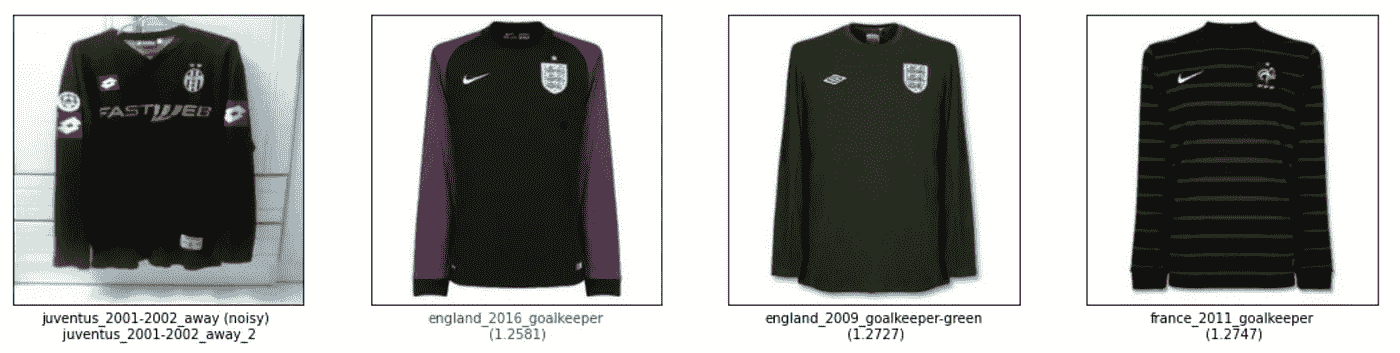 FASTWEB
juventus_2001-2002_away (noisy)
juventus_2001-2002_away_2
england_2016_goalkeeper
(1.2581)
england_2009_goalkeeper-green
(1.2727)
france_2011_goalkeeper
(1.2747)